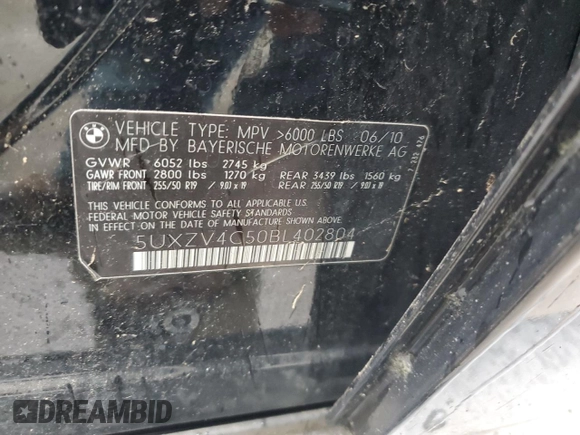 BMW
VEHICLE TYPE: MPV >6000 LBS 06/10
MFD BY BAYERISCHE MOTORENWERKE AG
GVWR 6052 lbs 2745 kg
GAWR FRONT 2800 lbs 1270 kg REAR 3439 lbs 1560 kg
TIRE/RIM FRONT 255/50 R19 / 9.0J x 19 REAR 255/50 R19 / 9.0J x 19
THIS VEHICLE CONFORMS TO ALL APPLICABLE U.S.
FEDERAL MOTOR VEHICLE SAFETY STANDARDS
IN EFFECT ON THE DATE OF MANUFACTURE SHOWN ABOVE.
5UXZV4C50BL402804
DREAMBID